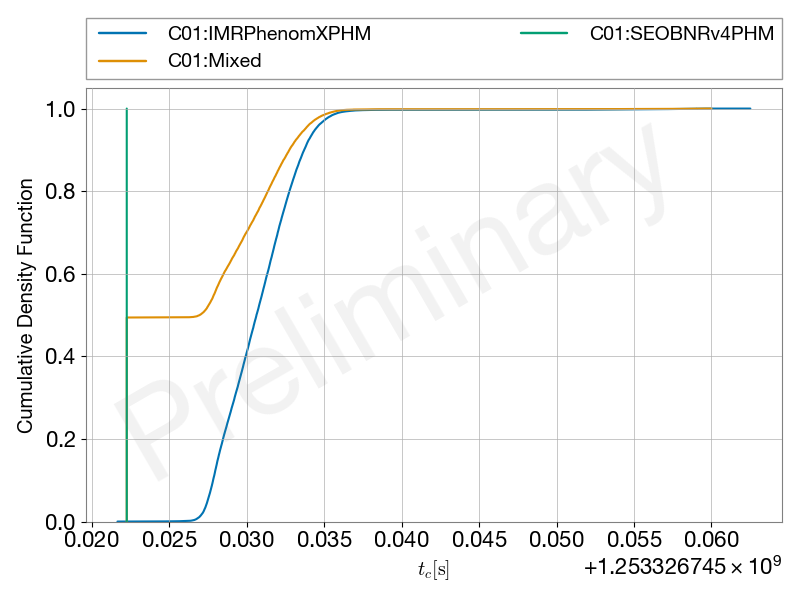 C01:IMRPhenomXPHM
C01:Mixed
C01:SEOBNRv4PHM
1.0
0.8
0.6
0.4
0.2
0.0
Cumulative Density Function
Preliminary
0.020 0.025 0.030 0.035 0.040 0.045 0.050 0.055 0.060
t_c[s]
+1.253326745 × 10^9